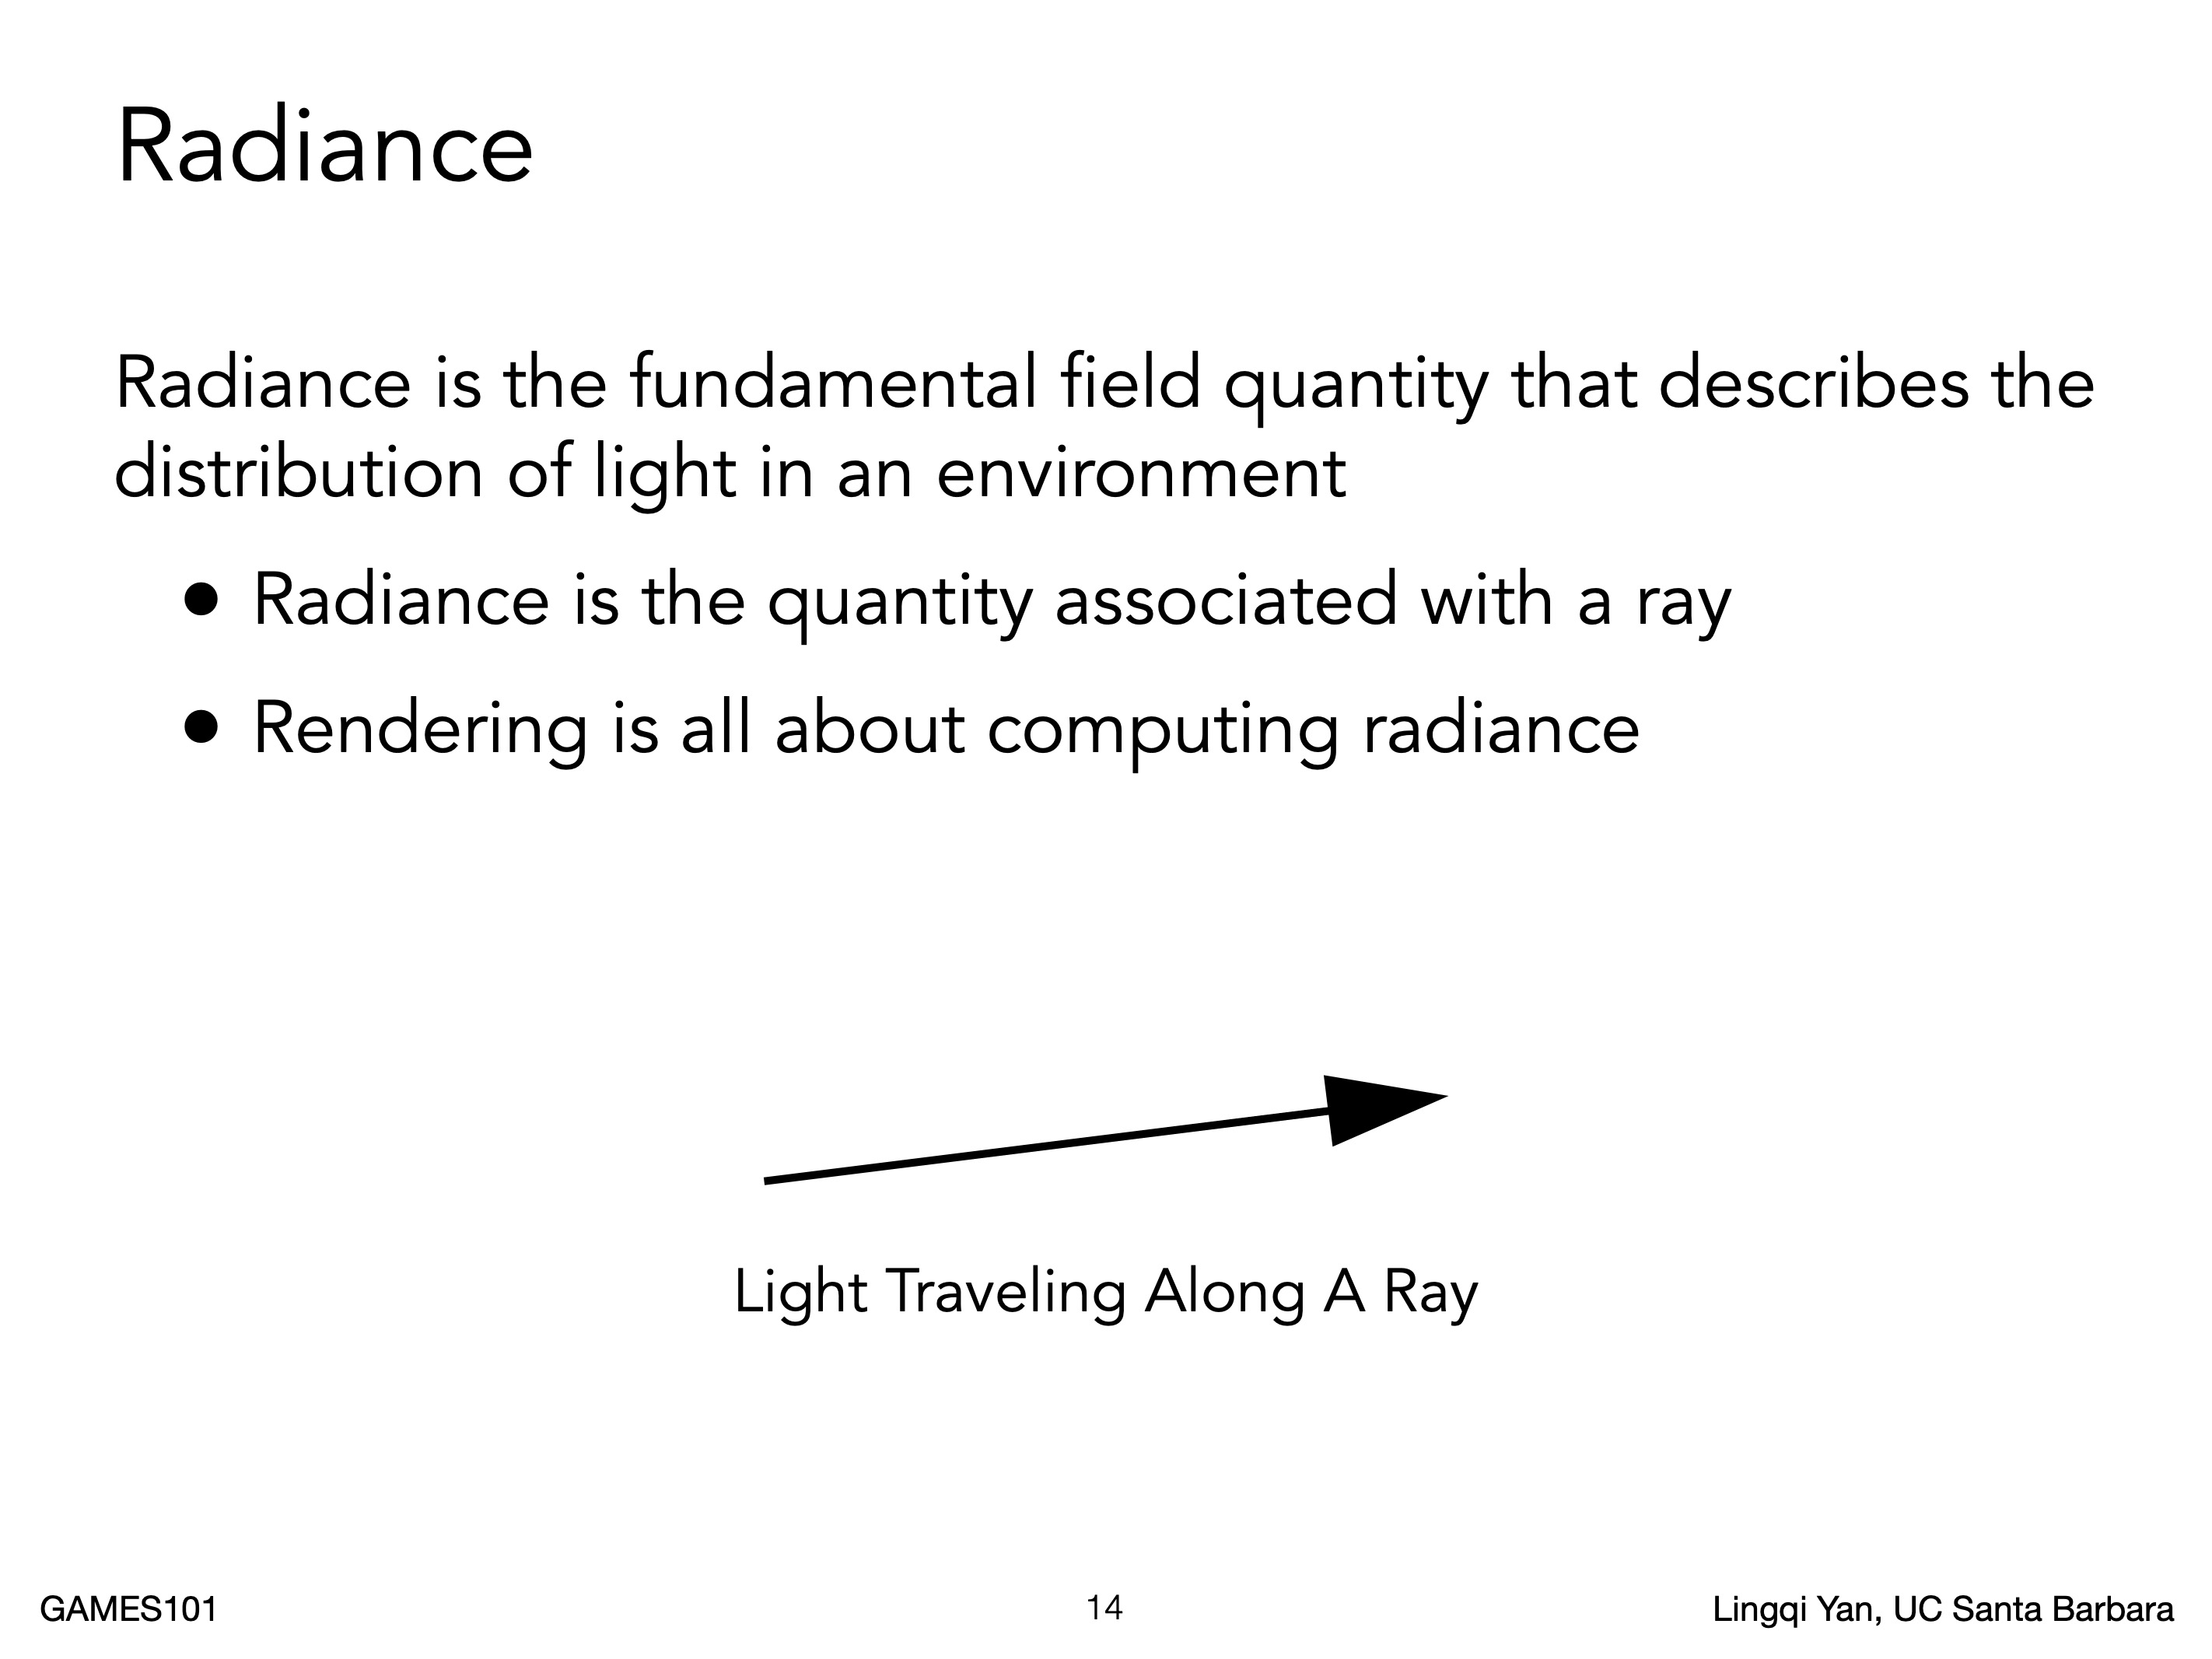 Radiance
Radiance is the fundamental field quantity that describes the
distribution of light in an environment
● Radiance is the quantity associated with a ray
● Rendering is all about computing radiance
Light Traveling Along A Ray
GAMES101
14
Lingqi Yan, UC Santa Barbara